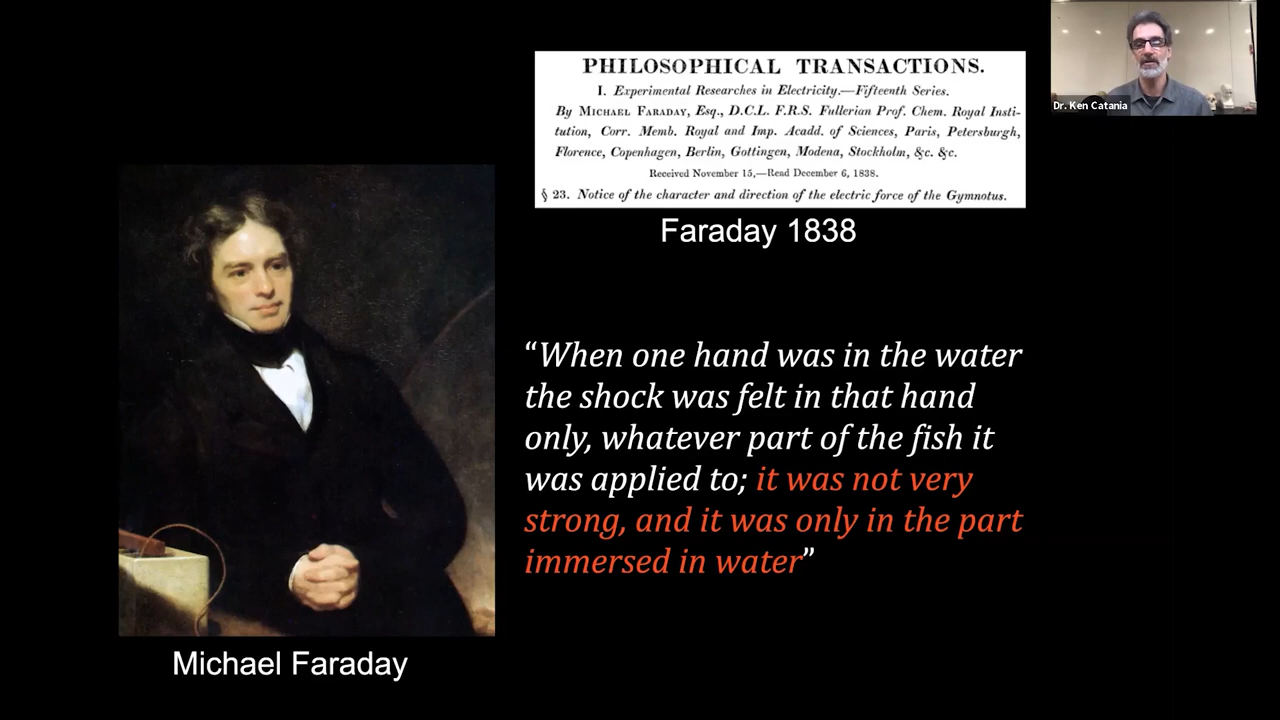 PHILOSOPHICAL TRANSACTIONS.
I. Experimental Researches in Electricity.—Fifteenth Series.
By MICHAEL FARADAY, Esq., D.C.L. F.R.S. Fullerian Prof. Chem. Royal Insti-
tution, Corr. Memb. Royal and Imp. Acadd. of Sciences, Paris, Petersburgh,
Florence, Copenhagen, Berlin, Gottingen, Modena, Stockholm, &c. &c.
Received November 15,—Read December 6, 1838.
§ 23. Notice of the character and direction of the electric force of the Gymnotus.
Faraday 1838
Dr. Ken Catania
“When one hand was in the water
the shock was felt in that hand
only, whatever part of the fish it
was applied to; it was not very
strong, and it was only in the part
immersed in water”
Michael Faraday